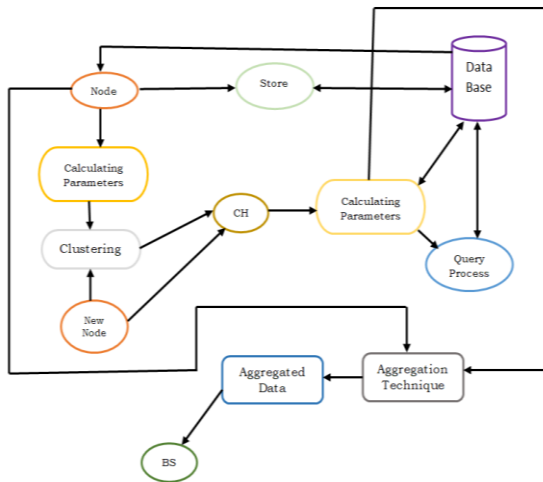 Data
Base
Node
Store
Calculating
Parameters
Calculating
Parameters
CH
Clustering
Query
Process
New
Node
Aggregated
Data
Aggregation
Technique
BS